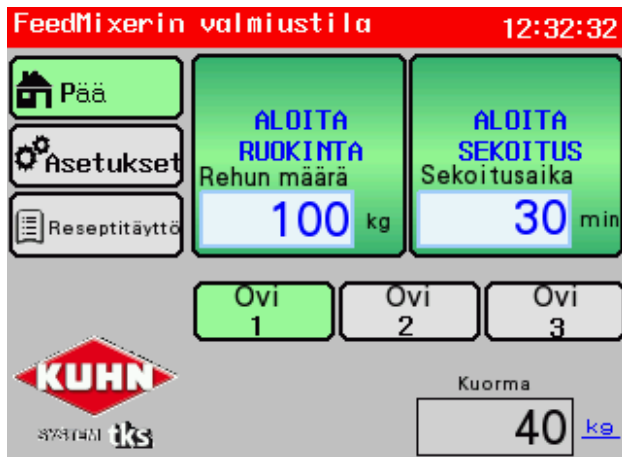 FeedMixerin valmiustila 12:32:32
Pää
Asetukset
Reseptitäyttö
ALOITA
RUOKINTA
Rehun määrä
100 kg
ALOITA
SEKOITUS
Sekoitusaika
30 min
Ovi
1
Ovi
2
Ovi
3
KUHN
SYSTEM tks
Kuorma
40 kg